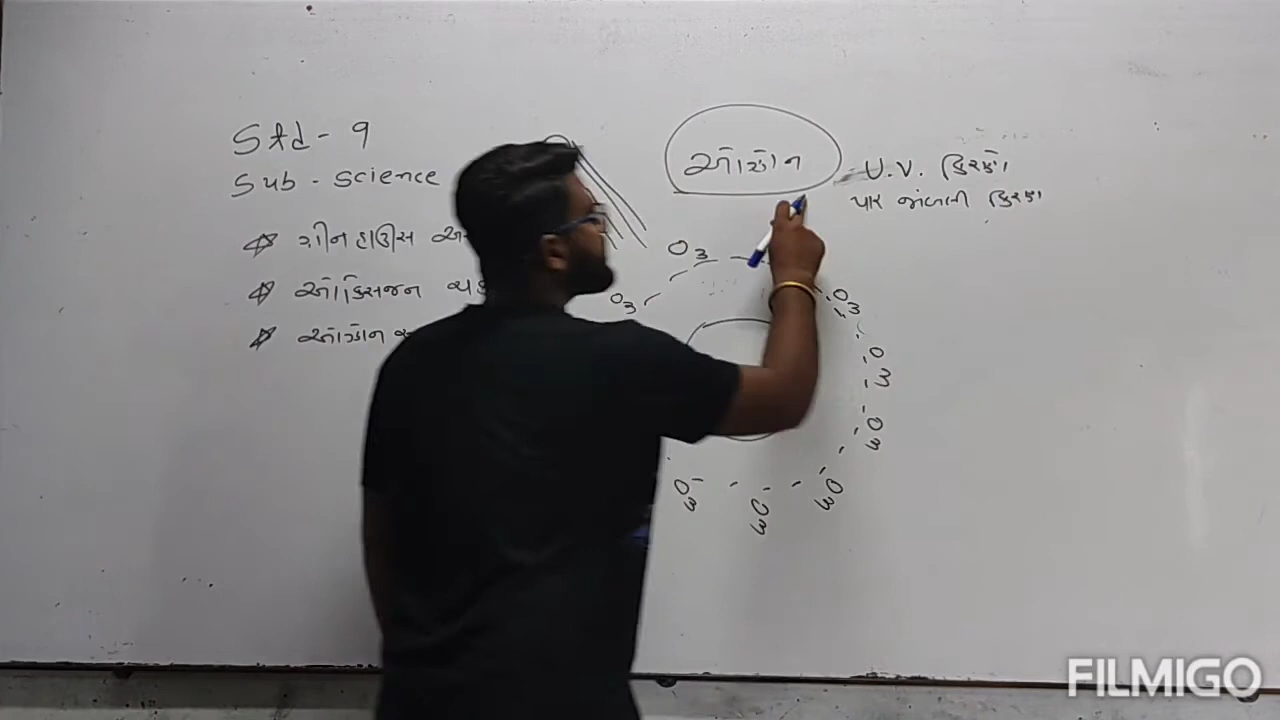 Std - 9
Sub - Science
ગ્રીન હાઉસ
ઑક્સિજન
ઓઝોન
ઓઝોન
U.V. કિરણો
પાર જાંબલી કિરણો
O3
O3
O3
O3
O3
O3
O3
O3
FILMIGO